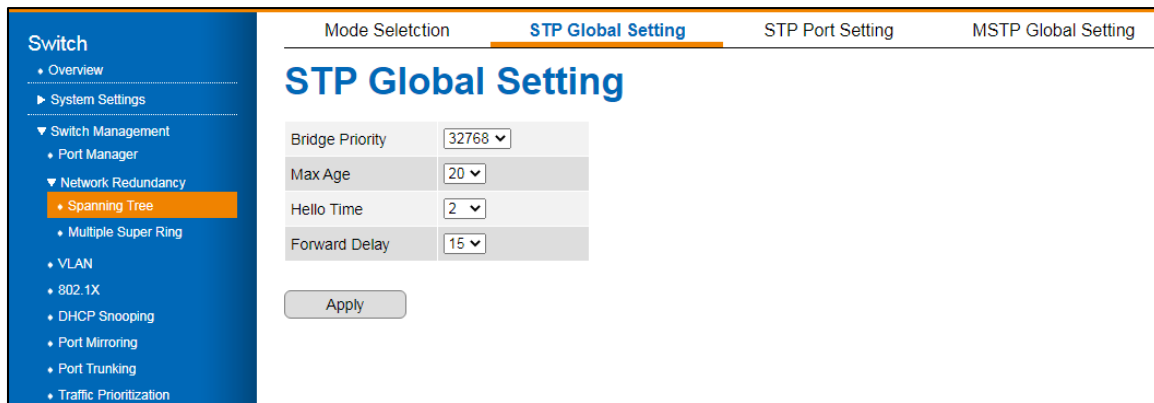 Switch
Overview
System Settings
Switch Management
Port Manager
Network Redundancy
Spanning Tree
Multiple Super Ring
VLAN
802.1X
DHCP Snooping
Port Mirroring
Port Trunking
Traffic Prioritization
Mode Seletction STP Global Setting STP Port Setting MSTP Global Setting
STP Global Setting
Bridge Priority 32768
Max Age 20
Hello Time 2
Forward Delay 15
Apply